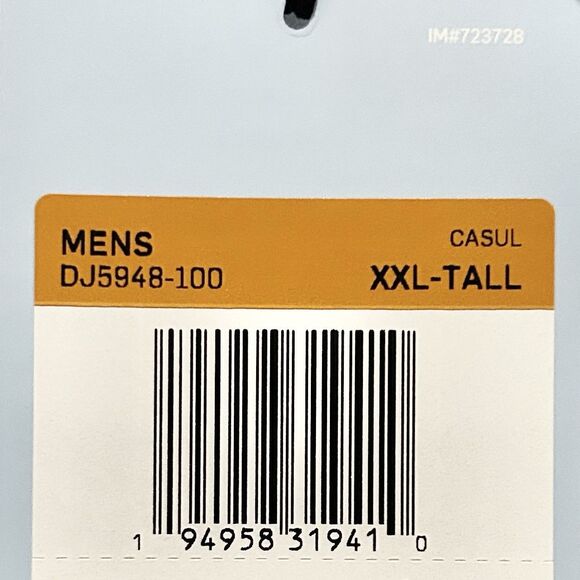 IM#723728
MENS CASUL
DJ5948-100 XXL-TALL
1 94958 31941 0